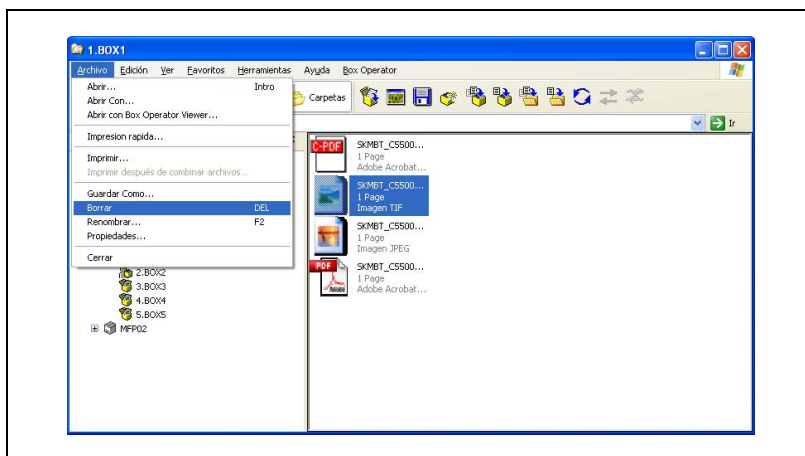 1.BOX1
Archivo Edición Ver Favoritos Herramientas Ayuda Box Operator
Abrir... Intro
Abrir Con...
Abrir con Box Operator Viewer...
Impresion rapida...
Imprimir...
Imprimir después de combinar archivos...
Guardar Como...
Borrar DEL
Renombrar... F2
Propiedades...
Cerrar
Carpetas
Ir
2.BOX2
3.BOX3
4.BOX4
5.BOX5
MFP02
C-PDF
SKMBT_C5500...
1 Page
Adobe Acrobat...
SKMBT_C5500...
1 Page
Imagen TIF
SKMBT_C5500...
1 Page
Imagen JPEG
PDF
Adobe
SKMBT_C5500...
1 Page
Adobe Acrobat...